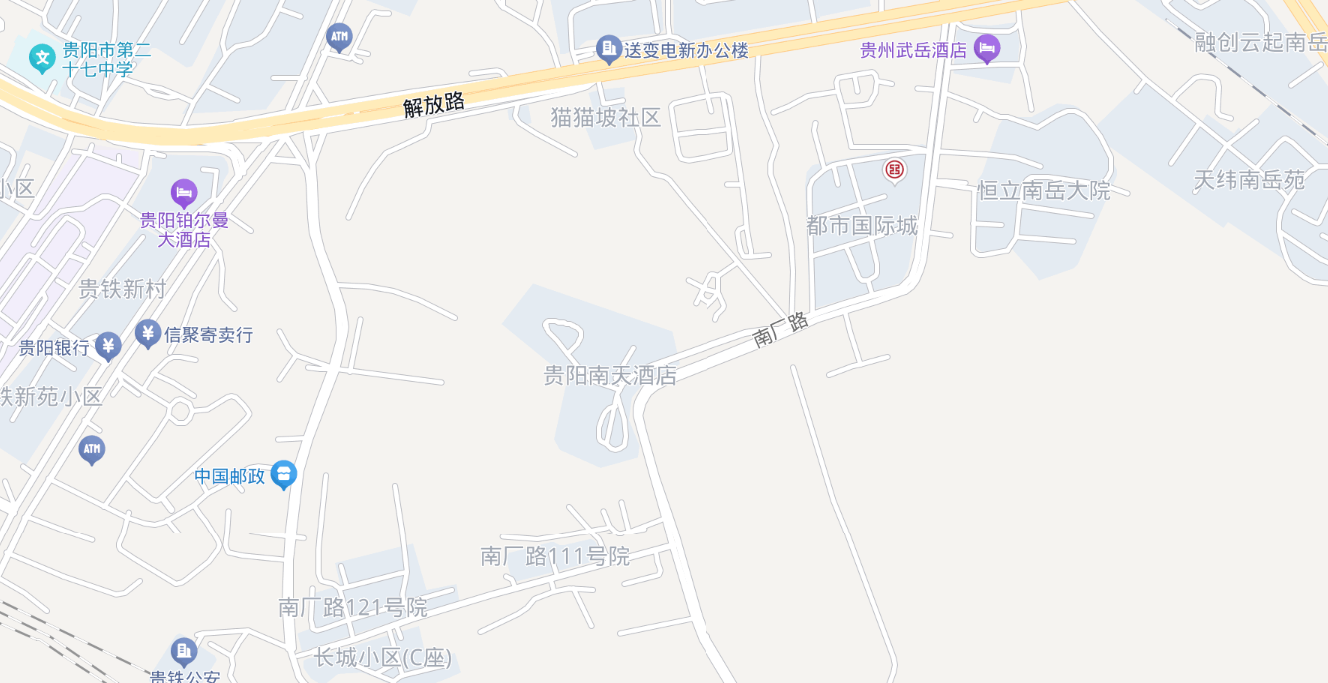 融创云起南岳
贵阳市第二
十七中学
ATM
文
送变电新办公楼
贵州武岳酒店
解放路
猫猫坡社区
小区
天纬南岳苑
恒立南岳大院
贵阳铂尔曼
大酒店
都市国际城
贵铁新村
¥
信聚寄卖行
南厂路
贵阳银行
¥
贵阳南天酒店
铁新苑小区
ATM
中国邮政
南厂路111号院
南厂路121号院
长城小区(C座)
贵铁公安